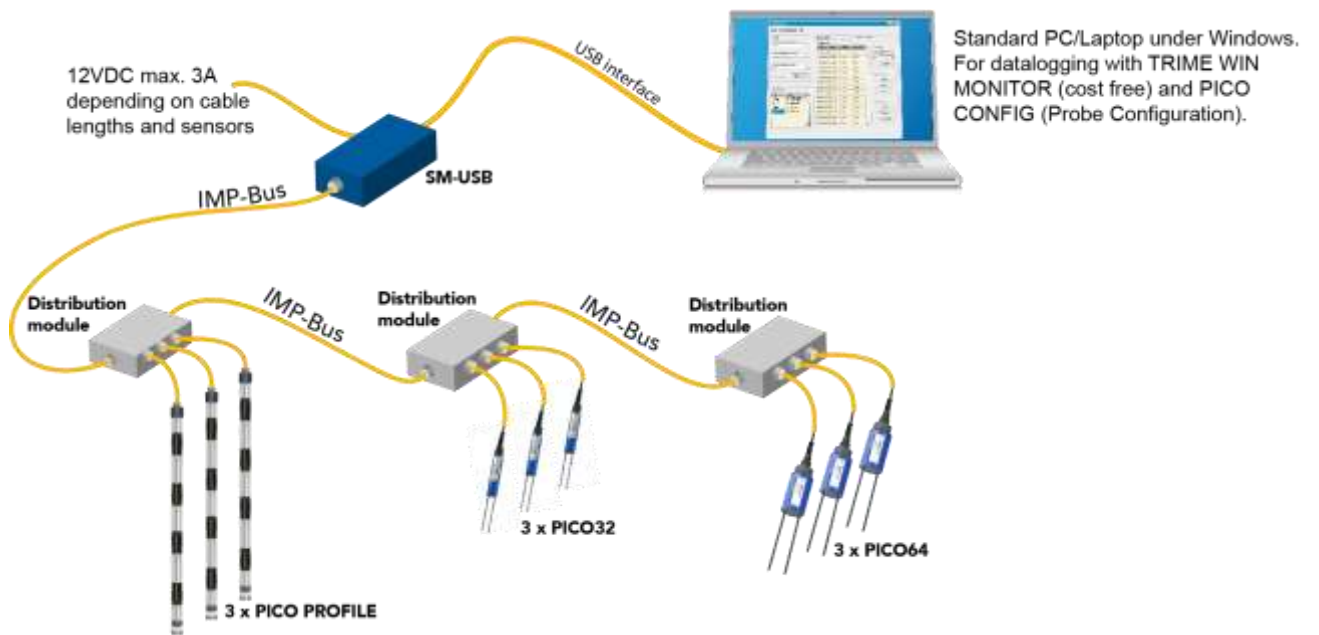 Standard PC/Laptop under Windows.
For datalogging with TRIME WIN
MONITOR (cost free) and PICO
CONFIG (Probe Configuration).
USB interface
12VDC max. 3A
depending on cable
lengths and sensors
SM-USB
IMP-Bus
Distribution
module
IMP-Bus
Distribution
module
IMP-Bus
Distribution
module
3 x PICO32
3 x PICO64
3 x PICO PROFILE